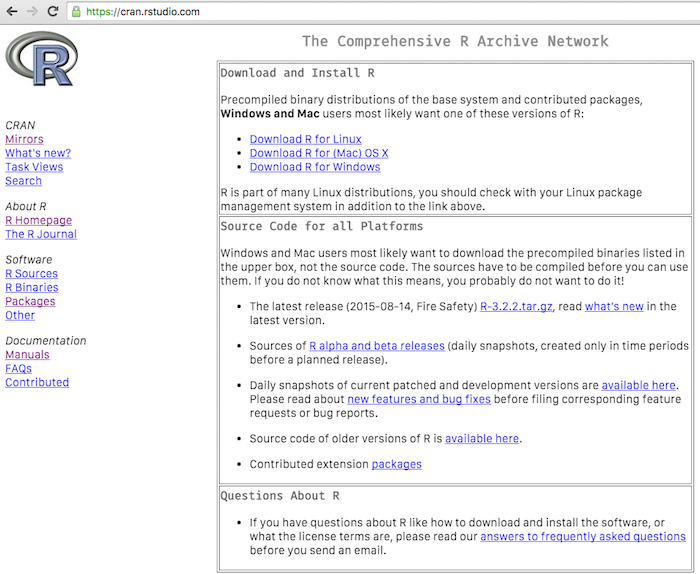 https://cran.rstudio.com
The Comprehensive R Archive Network
R
CRAN
Mirrors
What's new?
Task Views
Search
About R
R Homepage
The R Journal
Software
R Sources
R Binaries
Packages
Other
Documentation
Manuals
FAQs
Contributed
Download and Install R
Precompiled binary distributions of the base system and contributed packages,
Windows and Mac users most likely want one of these versions of R:
• Download R for Linux
• Download R for (Mac) OS X
• Download R for Windows
R is part of many Linux distributions, you should check with your Linux package
management system in addition to the link above.
Source Code for all Platforms
Windows and Mac users most likely want to download the precompiled binaries listed in
the upper box, not the source code. The sources have to be compiled before you can use
them. If you do not know what this means, you probably do not want to do it!
• The latest release (2015-08-14, Fire Safety) R-3.2.2.tar.gz, read what's new in the
latest version.
• Sources of R alpha and beta releases (daily snapshots, created only in time periods
before a planned release).
• Daily snapshots of current patched and development versions are available here.
Please read about new features and bug fixes before filing corresponding feature
requests or bug reports.
• Source code of older versions of R is available here.
• Contributed extension packages
Questions About R
• If you have questions about R like how to download and install the software, or
what the license terms are, please read our answers to frequently asked questions
before you send an email.